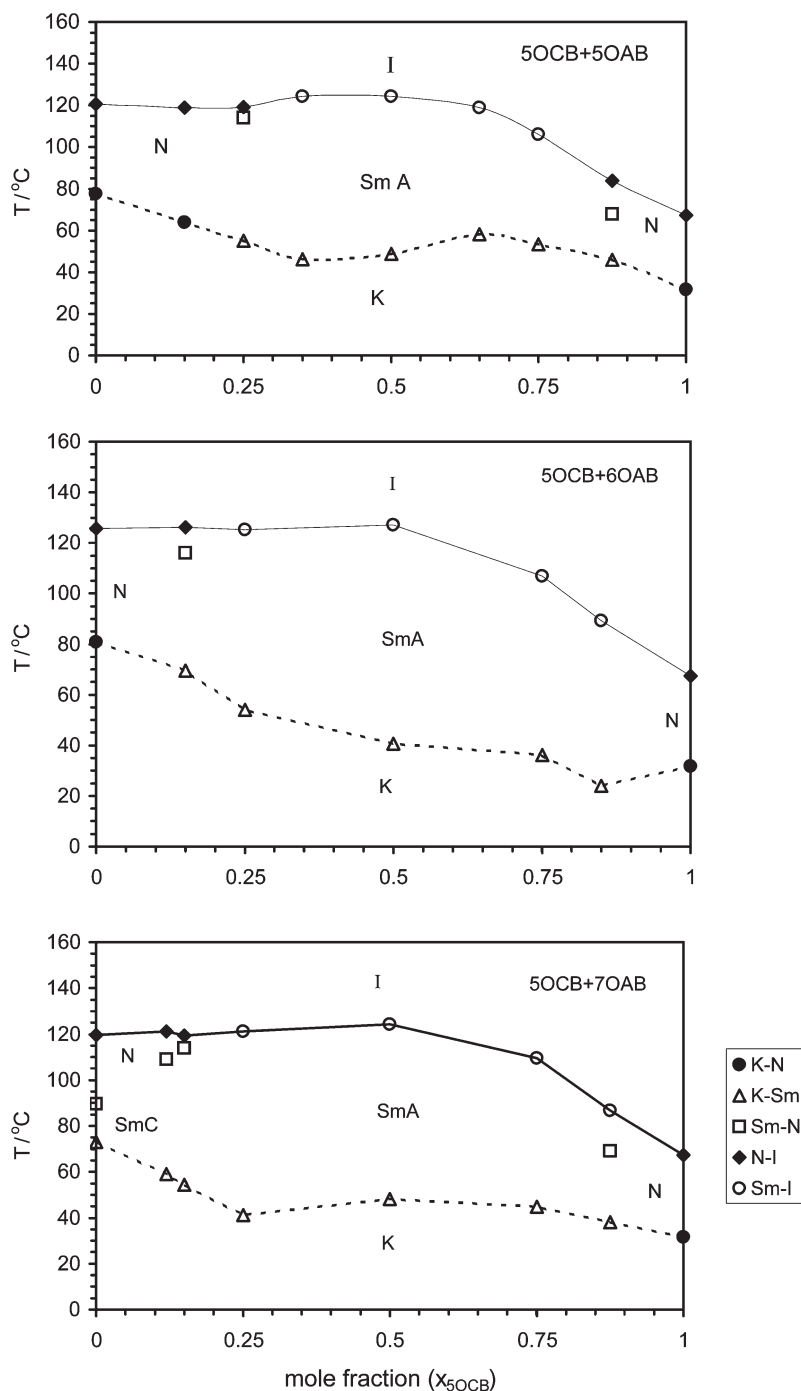 160
140
120
100
80
60
40
20
0
T/°C
I
5OCB+5OAB
N
Sm A
N
K
0
0.25
0.5
0.75
1
160
140
120
100
80
60
40
20
0
T/°C
I
5OCB+6OAB
N
SmA
N
K
0
0.25
0.5
0.75
1
160
140
120
100
80
60
40
20
0
T/°C
I
5OCB+7OAB
N
SmC
SmA
N
K
0
0.25
0.5
0.75
1
mole fraction (x5OCB)
K-N
K-Sm
Sm-N
N-I
Sm-I